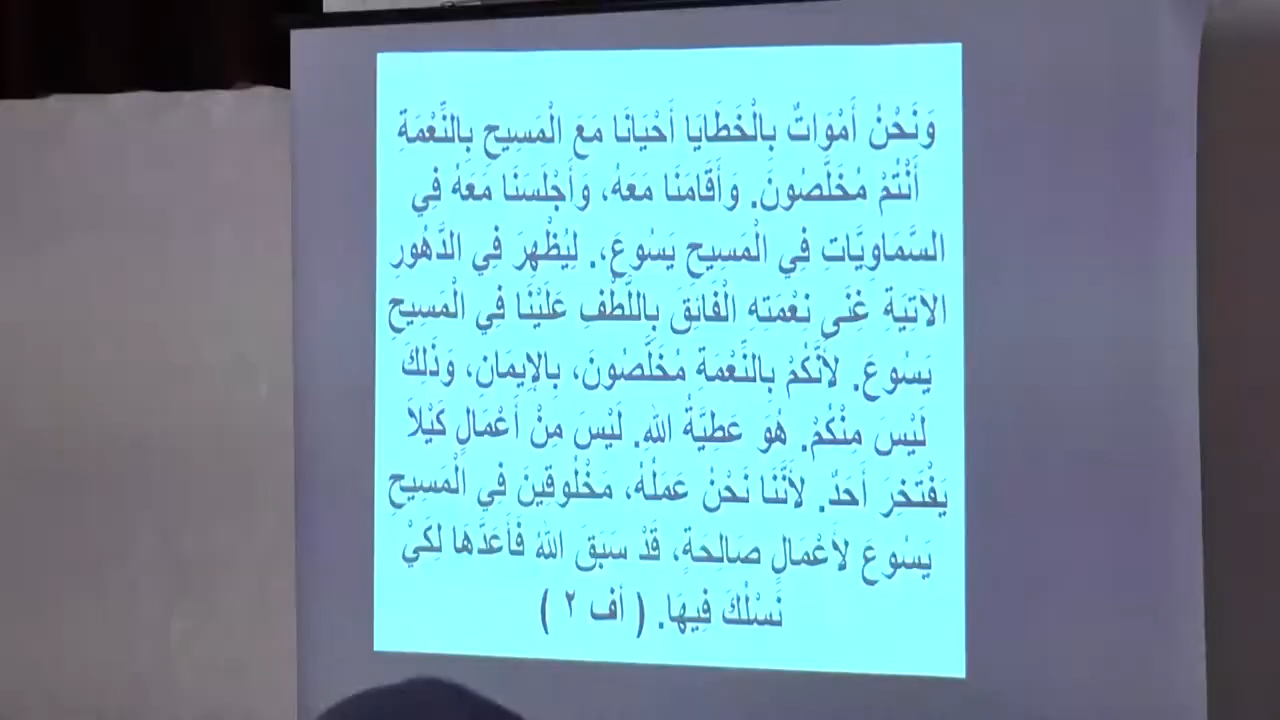 وَنَحْنُ أَمْوَاتٌ بِالْخَطَايَا أَحْيَانَا مَعَ الْمَسِيحِ بِالنِّعْمَةِ
أَنْتُمْ مُخَلَّصُونَ. وَأَقَامَنَا مَعَهُ، وَأَجْلَسَنَا مَعَهُ فِي
السَّمَاوِيَّاتِ فِي الْمَسِيحِ يَسُوعَ،. لِيُظْهِرَ فِي الدُّهُورِ
الآتِيَةِ غِنَى نِعْمَتِهِ الْفَائِقَ بِاللُّطْفِ عَلَيْنَا فِي الْمَسِيحِ
يَسُوعَ. لأَنَّكُمْ بِالنِّعْمَةِ مُخَلَّصُونَ، بِالإِيمَانِ، وَذلِكَ
لَيْسَ مِنْكُمْ. هُوَ عَطِيَّةُ اللهِ. لَيْسَ مِنْ أَعْمَالٍ كَيْلاَ
يَفْتَخِرَ أَحَدٌ. لأَنَّنَا نَحْنُ عَمَلُهُ، مَخْلُوقِينَ فِي الْمَسِيحِ
يَسُوعَ لأَعْمَالٍ صَالِحَةٍ، قَدْ سَبَقَ اللهُ فَأَعَدَّهَا لِكَيْ
نَسْلُكَ فِيهَا. ( أف ٢ )